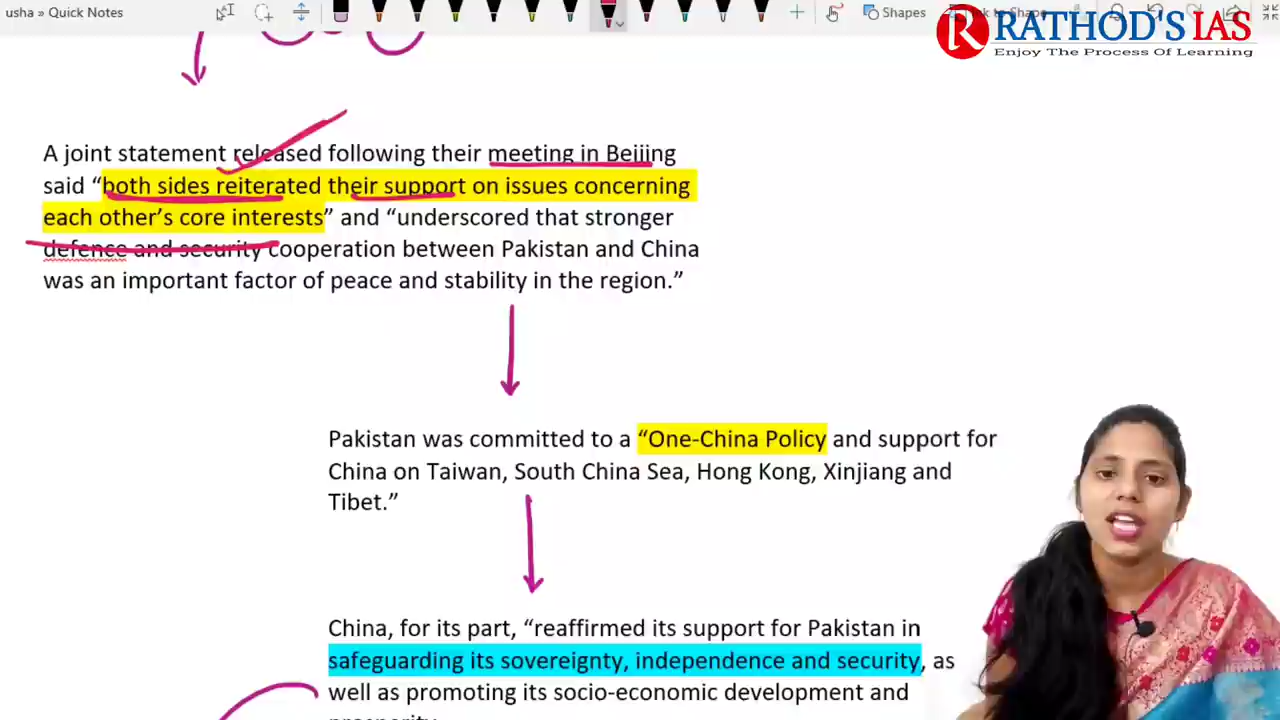 usha » Quick Notes
Shapes
RATHOD'S IAS
Enjoy The Process Of Learning
A joint statement released following their meeting in Beijing
said “both sides reiterated their support on issues concerning
each other’s core interests” and “underscored that stronger
defence and security cooperation between Pakistan and China
was an important factor of peace and stability in the region.”
Pakistan was committed to a “One-China Policy and support for
China on Taiwan, South China Sea, Hong Kong, Xinjiang and
Tibet.”
China, for its part, “reaffirmed its support for Pakistan in
safeguarding its sovereignty, independence and security, as
well as promoting its socio-economic development and